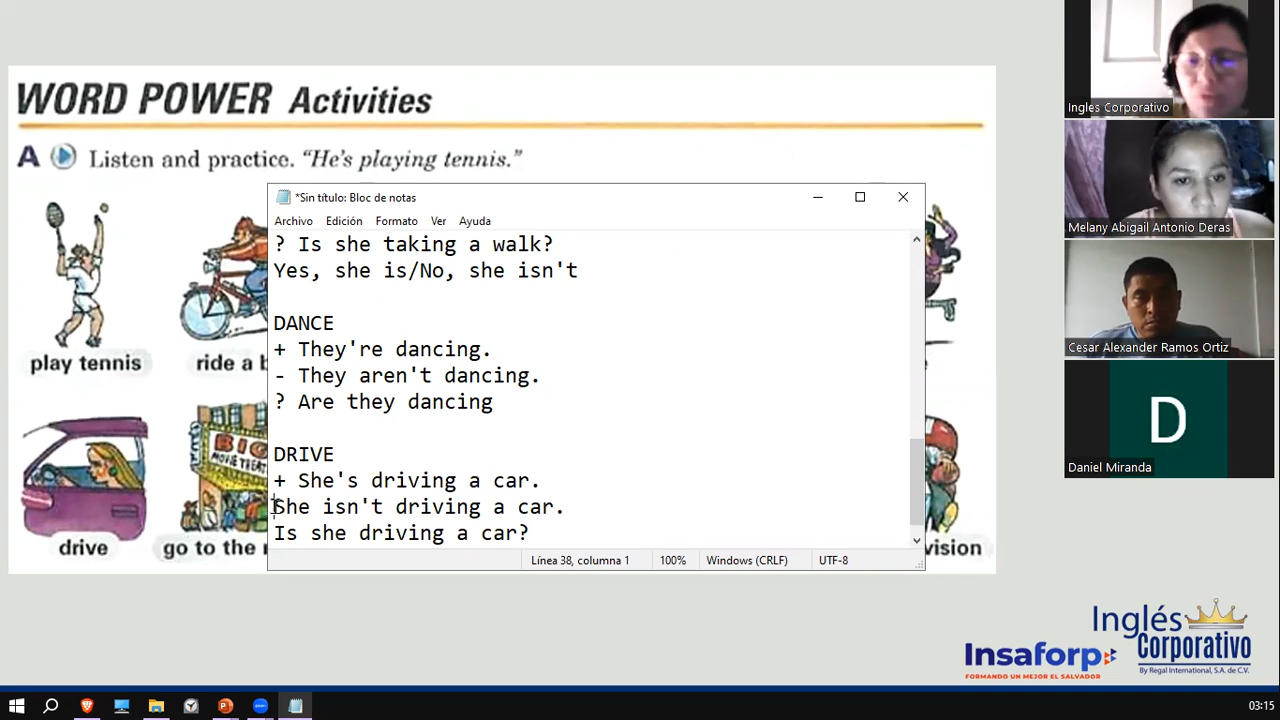 WORD POWER Activities
A Listen and practice. "He's playing tennis."
*Sin título: Bloc de notas
Archivo Edición Formato Ver Ayuda
? Is she taking a walk?
Yes, she is/No, she isn't
DANCE
+ They're dancing.
- They aren't dancing.
? Are they dancing
DRIVE
+ She's driving a car.
She isn't driving a car.
Is she driving a car?
Línea 38, columna 1 100% Windows (CRLF) UTF-8
play tennis
ride a b
BIG
drive
go to the
vision
Ingles Corporativo
Melany Abigail Antonio Deras
Cesar Alexander Ramos Ortiz
D
Daniel Miranda
Insaforp
FORMANDO UN MEJOR EL SALVADOR
Inglés
Corporativo
By Regal International, S.A. de C.V.
03:15